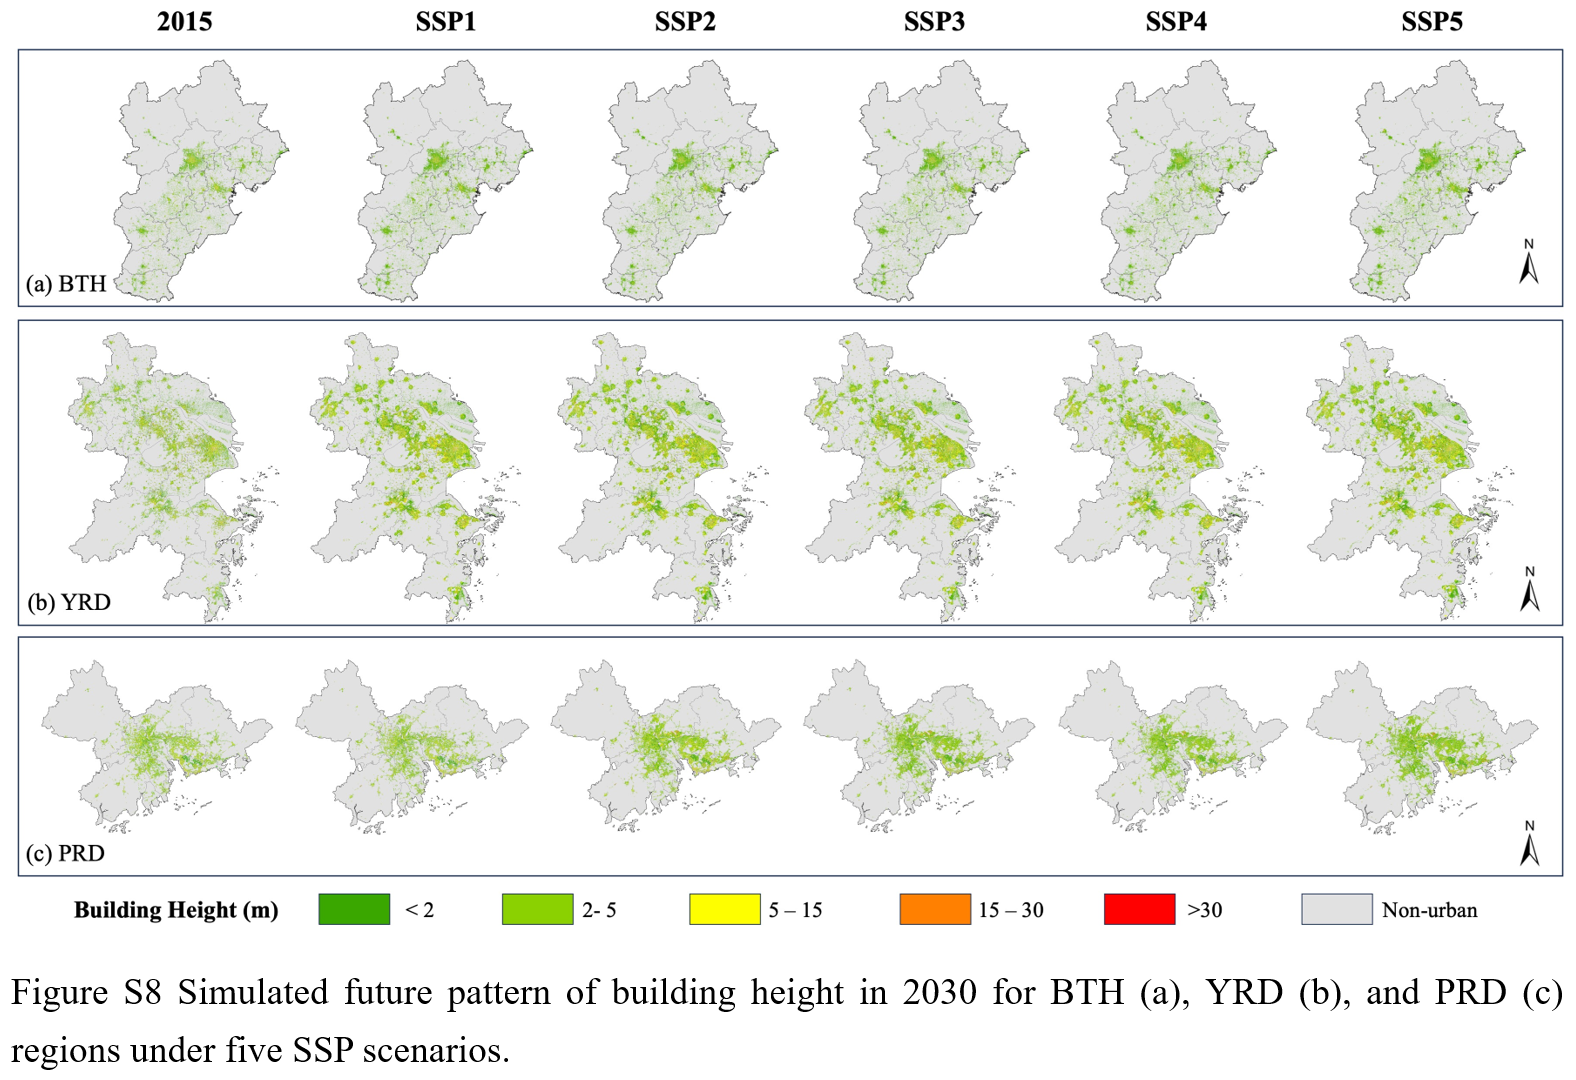 2015 SSP1 SSP2 SSP3 SSP4 SSP5
N
(a) BTH
N
(b) YRD
N
(c) PRD
Building Height (m) < 2 2- 5 5 – 15 15 – 30 >30 Non-urban
Figure S8 Simulated future pattern of building height in 2030 for BTH (a), YRD (b), and PRD (c)
regions under five SSP scenarios.